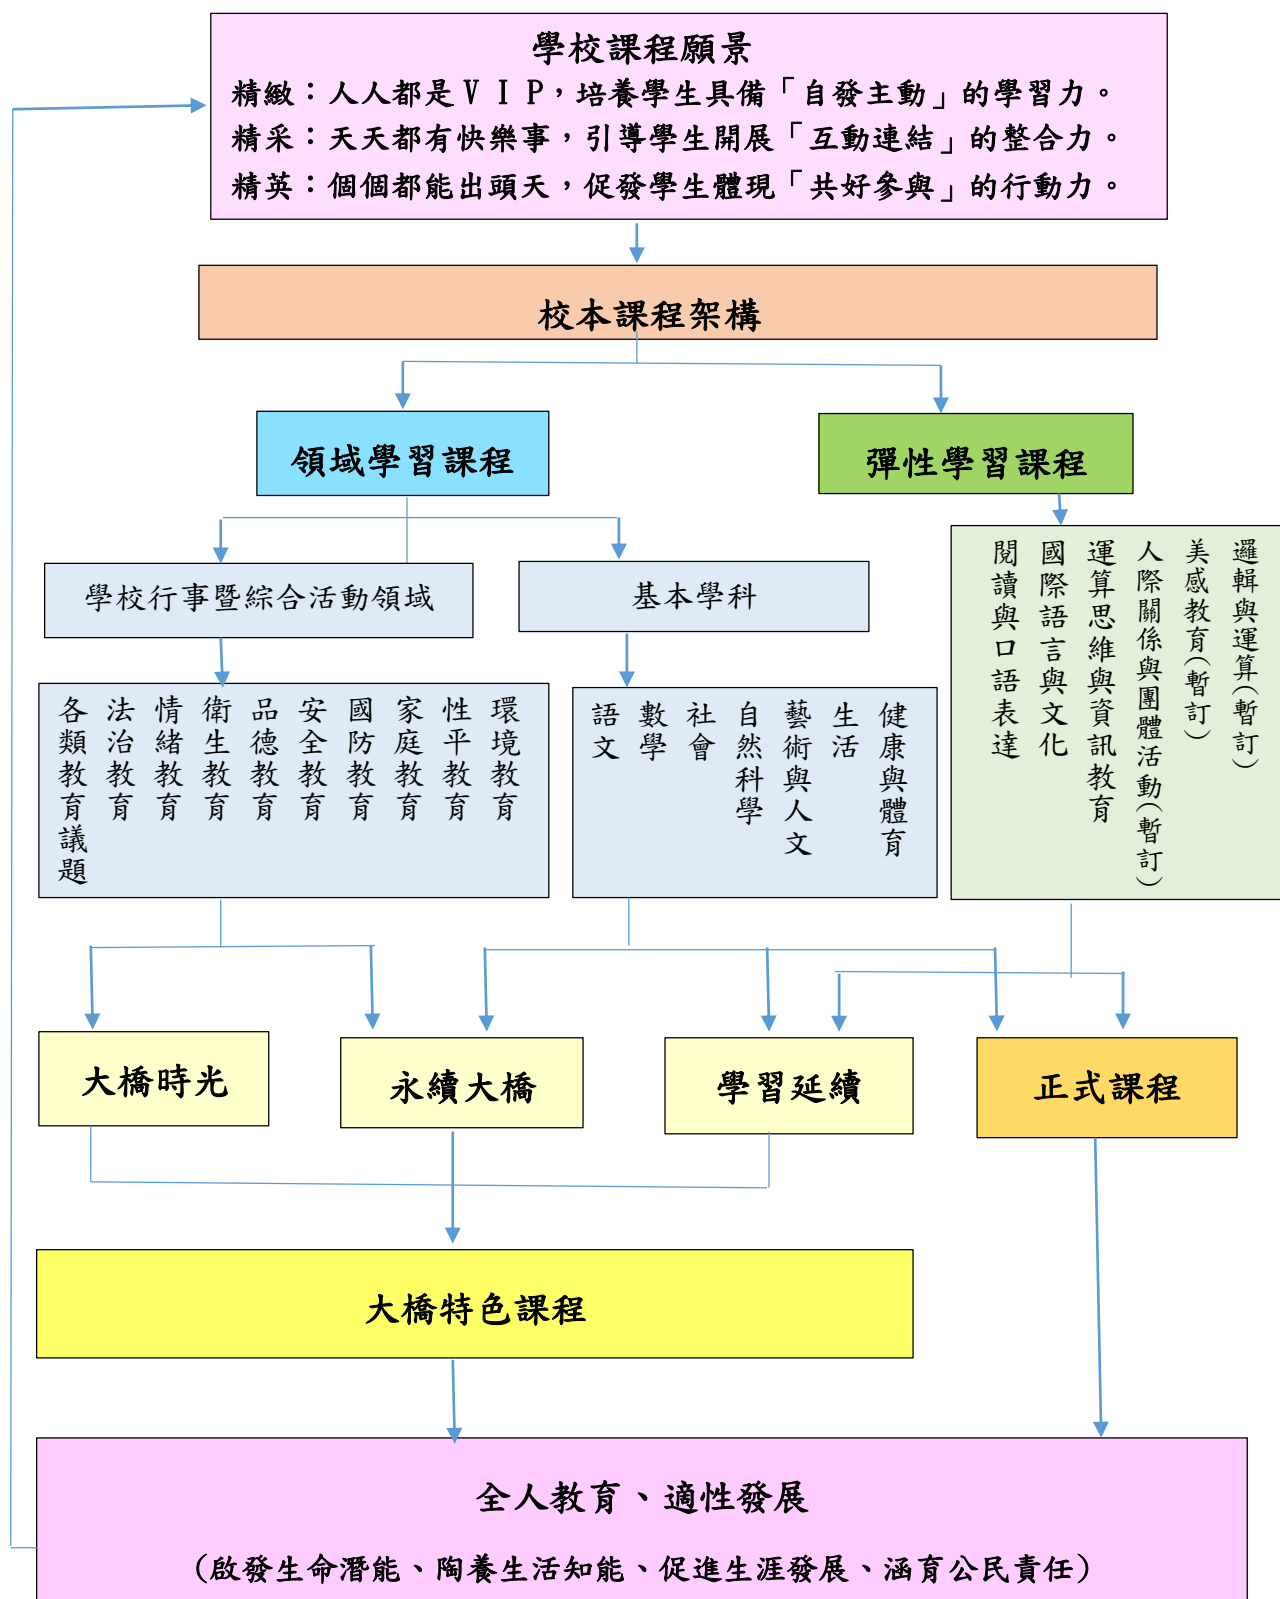 學校課程願景
精緻：人人都是ＶＩＰ，培養學生具備「自發主動」的學習力。
精采：天天都有快樂事，引導學生開展「互動連結」的整合力。
精英：個個都能出頭天，促發學生體現「共好參與」的行動力。
校本課程架構
領域學習課程
彈性學習課程
學校行事暨綜合活動領域
基本學科
各類教育議題
法治教育
情緒教育
衛生教育
品德教育
安全教育
國防教育
家庭教育
性平教育
環境教育
語文
數學
社會
自然科學
藝術與人文
生活
健康與體育
閱讀與口語表達
國際語言與文化
運算思維與資訊教育
人際關係與團體活動(暫訂)
美感教育(暫訂)
邏輯與運算(暫訂)
大橋時光
永續大橋
學習延續
正式課程
大橋特色課程
全人教育、適性發展
(啟發生命潛能、陶養生活知能、促進生涯發展、涵育公民責任)